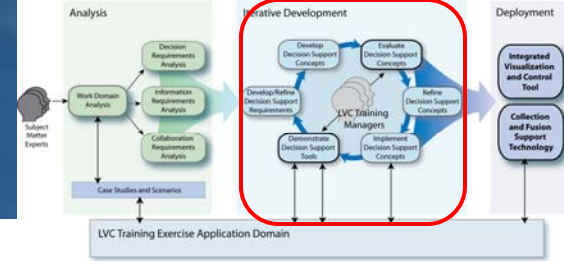 Analysis
Iterative Development
Deployment
Decision
Requirements
Analysis
Work Domain
Analysis
Information
Requirements
Analysis
Collaboration
Requirements
Analysis
Subject
Matter
Experts
Case Studies and Scenarios
Develop
Decision Support
Concepts
Evaluate
Decision Support
Concepts
Develop/Refine
Decision Support
Requirements
LVC Training
Managers
Refine
Decision Support
Concepts
Demonstrate
Decision Support
Tools
Implement
Decision Support
Concepts
Integrated
Visualization
and Control
Tool
Collection
and Fusion
Support
Technology
LVC Training Exercise Application Domain